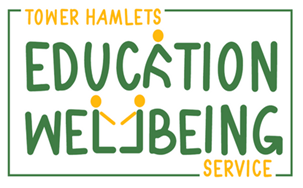 TOWER HAMLETS
EDUCATION
WELLBEING
SERVICE